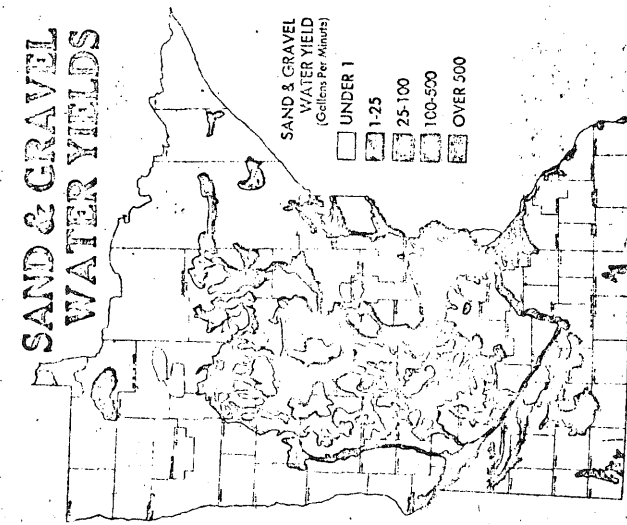 SAND & GRAVEL
WATER YIELDS
SAND & GRAVEL
WATER YIELD
(Gallons Per Minute)
UNDER 1
1-25
25-100
100-500
OVER 500